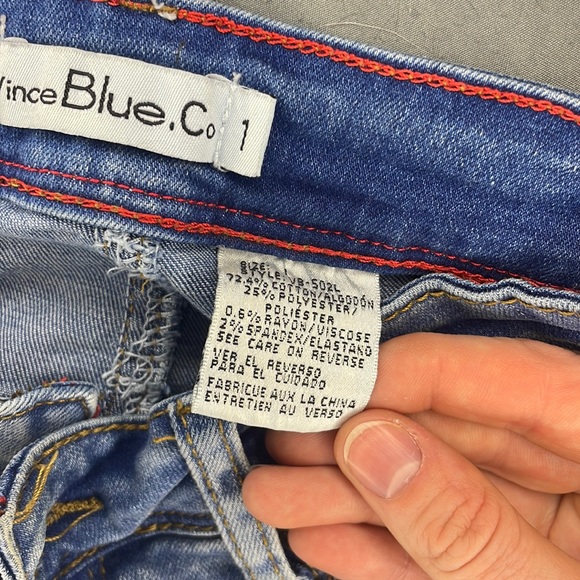 Vince Blue.Co 1
SIZE: 1
STYLE:VB-502L
72.4% COTTON/ALGODÓN
25% POLYESTER/
POLIÉSTER
0.6% RAYON/VISCOSE
2% SPANDEX/ELASTANO
SEE CARE ON REVERSE
VER EL REVERSO
PARA EL CUIDADO
FABRIQUE AUX LA CHINA
ENTRETIEN AU VERSO